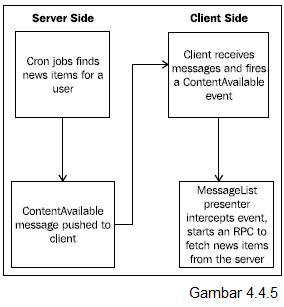 Server Side
Cron jobs finds
news items for a
user
ContentAvailable
message pushed to
client
Client Side
Client receives
messages and fires
a ContentAvailable
event
MessageList
presenter
intercepts event,
starts an RPC to
fetch news items
from the server
Gambar 4.4.5